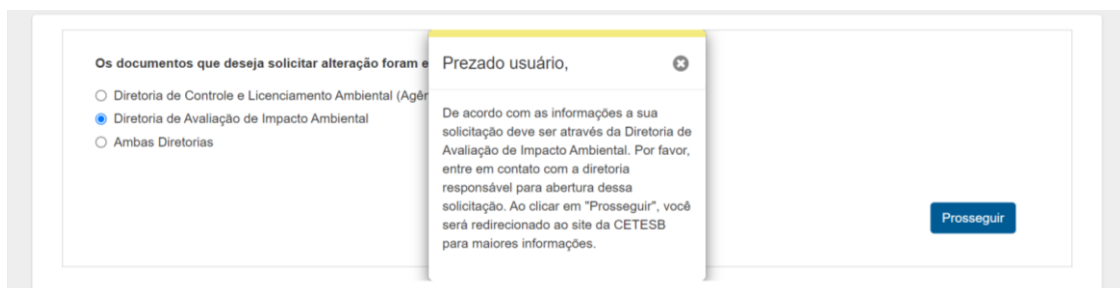 Os documentos que deseja solicitar alteração foram e
Diretoria de Controle e Licenciamento Ambiental (Agên
Diretoria de Avaliação de Impacto Ambiental
Ambas Diretorias
Prezado usuário,
De acordo com as informações a sua
solicitação deve ser através da Diretoria de
Avaliação de Impacto Ambiental. Por favor,
entre em contato com a diretoria
responsável para abertura dessa
solicitação. Ao clicar em "Prosseguir", você
será redirecionado ao site da CETESB
para maiores informações.
Prosseguir